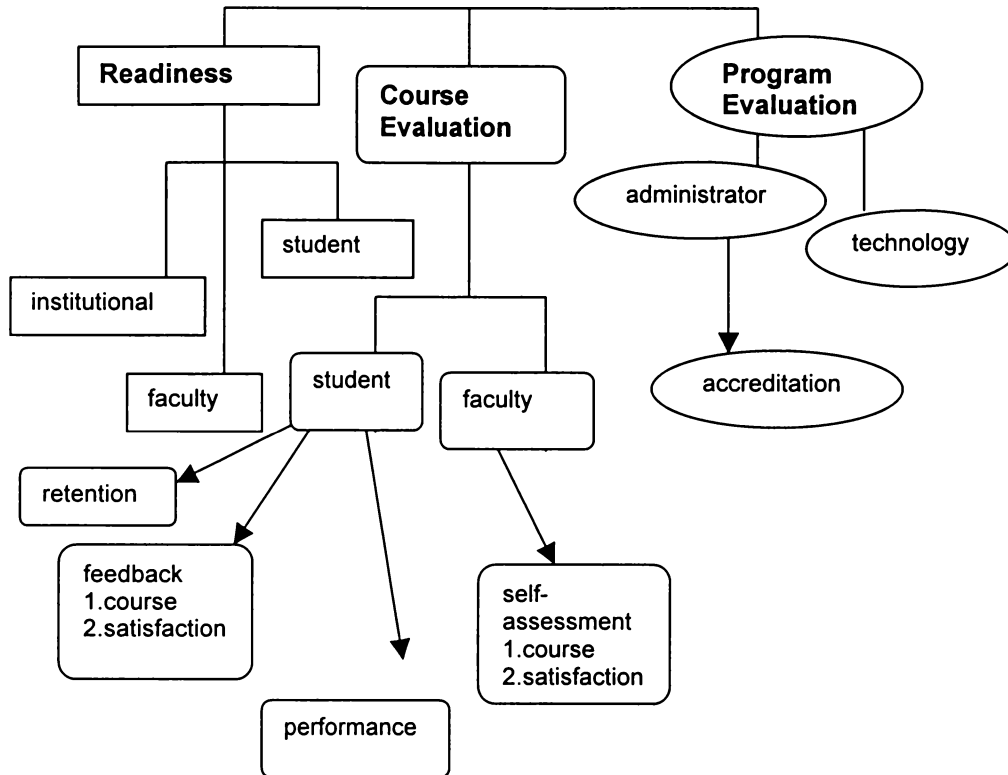 Readiness
Course
Evaluation
Program
Evaluation
administrator
technology
student
institutional
accreditation
faculty
student
faculty
retention
feedback
1.course
2.satisfaction
self-
assessment
1.course
2.satisfaction
performance